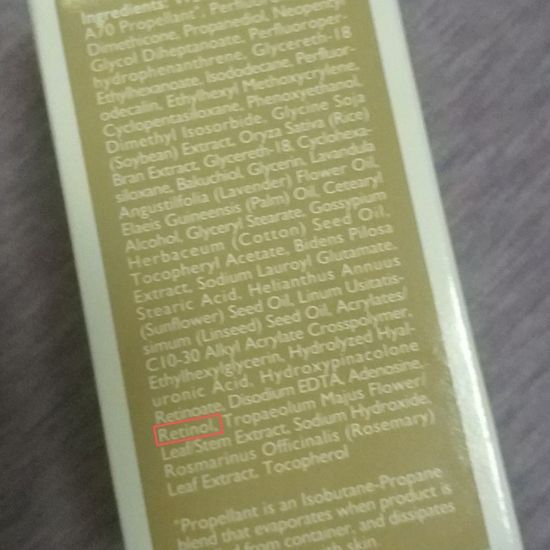 Ingredients:
A70 Propellant*,
Dimethicone, Propanediol, Neopentyl
Glycol Diheptanoate, Perfluoroper-
hydrophenanthrene, Glycereth-18
Ethylhexanoate, Isododecane, Perfluor-
odecalin, Ethylhexyl Methoxycrylene,
Cyclopentasiloxane, Phenoxyethanol,
Dimethyl Isosorbide, Glycine Soja
(Soybean) Extract, Oryza Sativa (Rice)
Bran Extract, Glycereth-18, Cyclohexa-
siloxane, Bakuchiol, Glycerin, Lavandula
Angustilfolia (Lavender) Flower Oil,
Elaeis Guineensis (Palm) Oil, Cetearyl
Alcohol, Glyceryl Stearate, Gossypium
Herbaceum (Cotton) Seed Oil,
Tocopheryl Acetate, Bidens Pilosa
Extract, Sodium Lauroyl Glutamate,
Stearic Acid, Helianthus Annuus
(Sunflower) Seed Oil, Linum Usitatis-
simum (Linseed) Seed Oil, Acrylates/
C10-30 Alkyl Acrylate Crosspolymer,
Ethylhexylglycerin, Hydrolyzed Hyal-
uronic Acid, Hydroxypinacolone
Retinoate, Disodium EDTA, Adenosine,
Retinol, Tropaeolum Majus Flower/
Leaf/Stem Extract, Sodium Hydroxide,
Rosmarinus Officinalis (Rosemary)
Leaf Extract, Tocopherol
*Propellant is an Isobutane-Propane
blend that evaporates when product is
from container, and dissipates
skin.